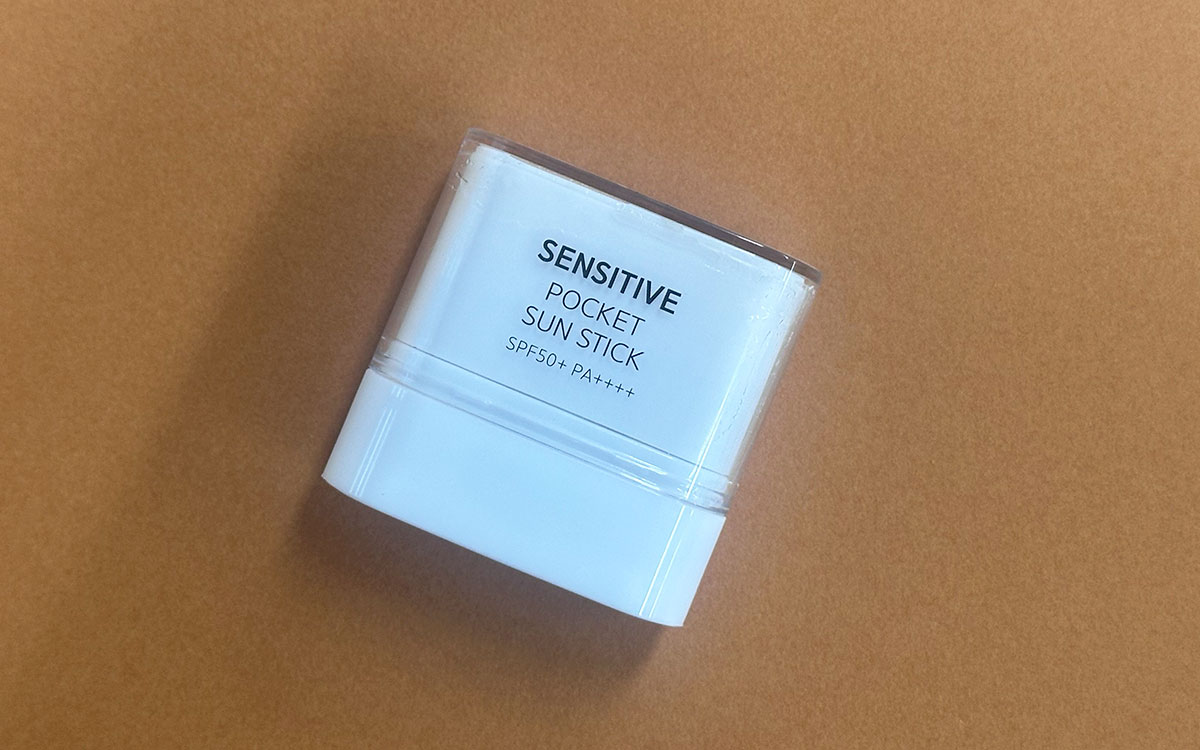 SENSITIVE
POCKET
SUN STICK
SPF50+ PA++++